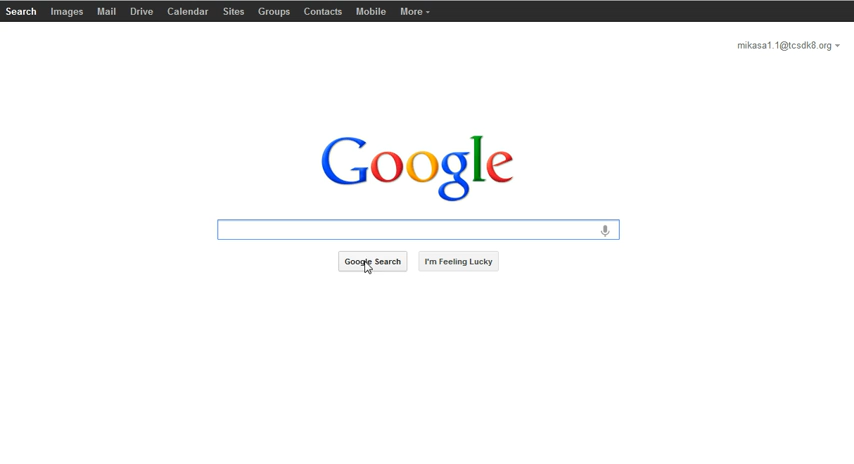 Search Images Mail Drive Calendar Sites Groups Contacts Mobile More
mikasa1.1@tcsdk8.org
Google
Google Search I'm Feeling Lucky